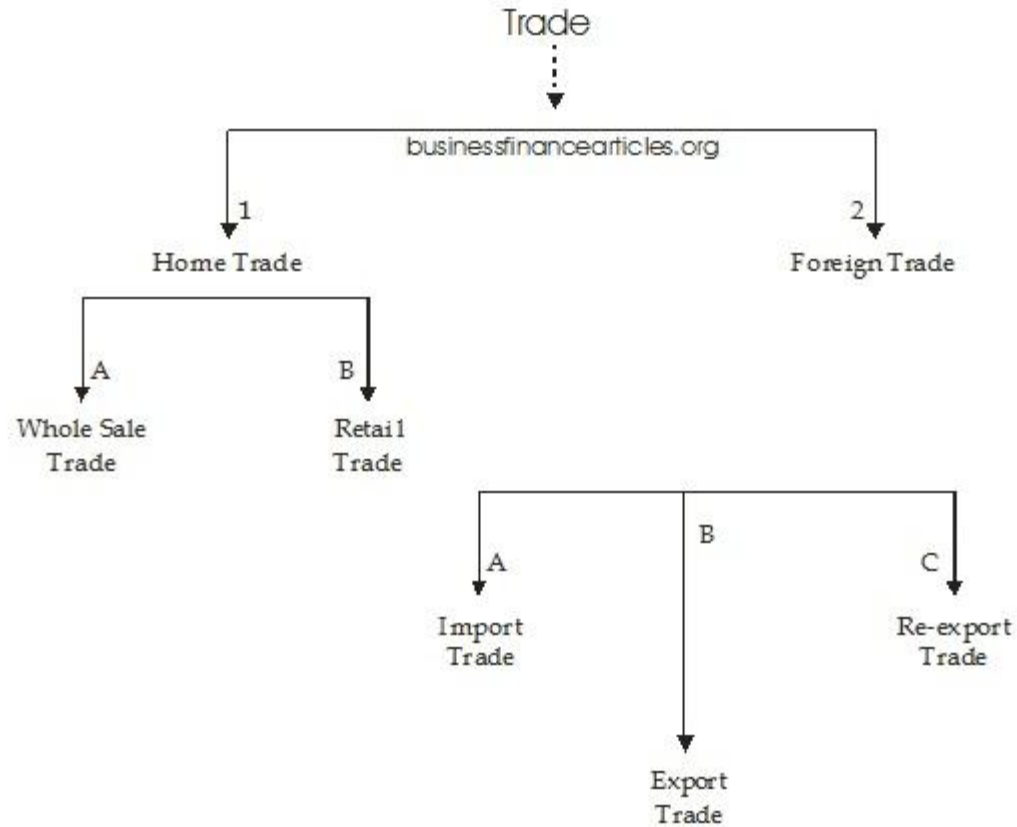 Trade
businessfinancearticles.org
1
2
Home Trade
Foreign Trade
A
B
Whole Sale
Trade
Retail
Trade
A
B
C
Import
Trade
Re-export
Trade
Export
Trade